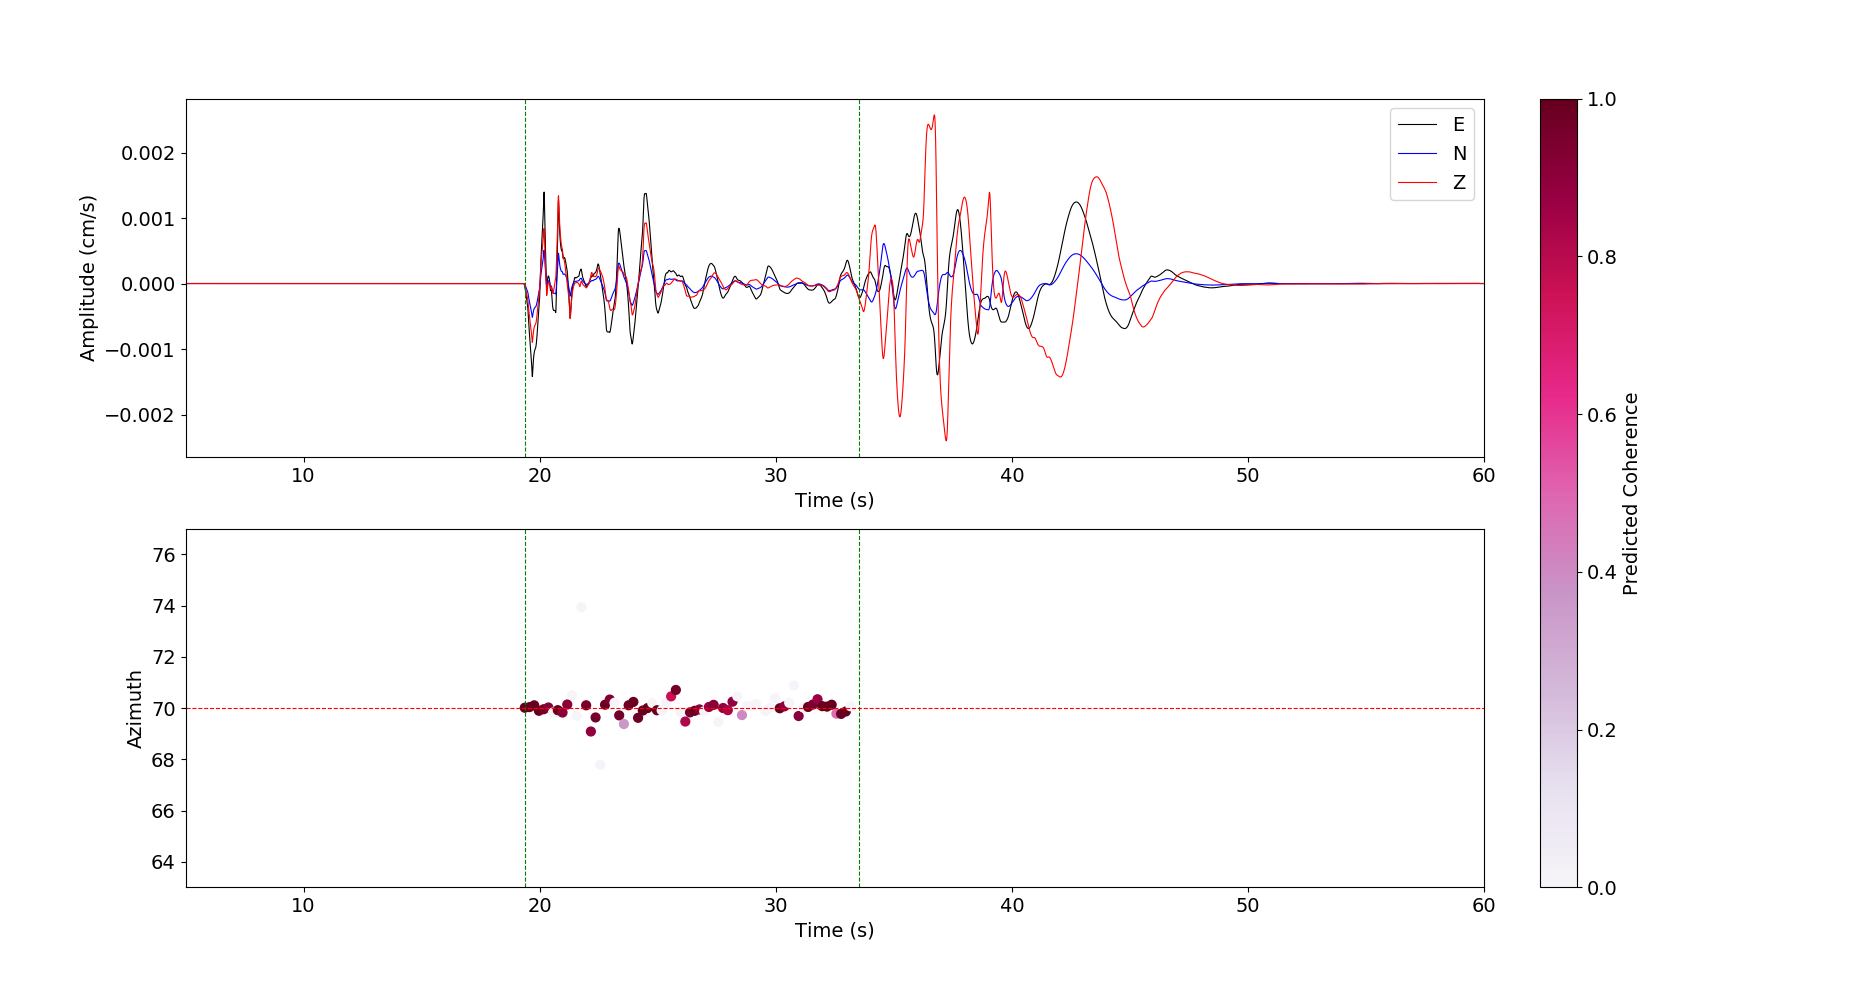 0.002
0.001
0.000
−0.001
−0.002
Amplitude (cm/s)
E
N
Z
10 20 30 40 50 60
Time (s)
76
74
72
70
68
66
64
Azimuth
10 20 30 40 50 60
Time (s)
1.0
0.8
0.6
0.4
0.2
0.0
Predicted Coherence